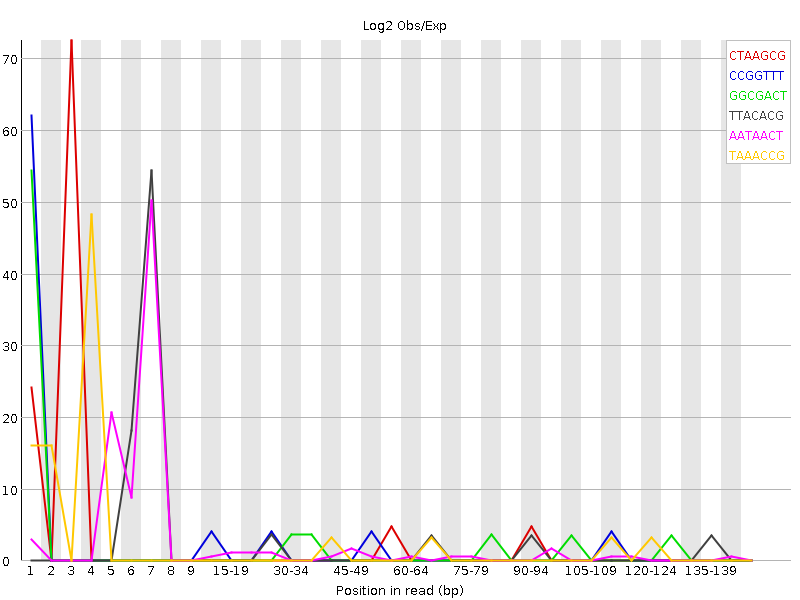 Log2 Obs/Exp
CTAAGCG
CCGGTTT
GGCGACT
TTACACG
AATAACT
TAAACCG
70
60
50
40
30
20
10
0
1 2 3 4 5 6 7 8 9 15-19 30-34 45-49 60-64 75-79 90-94 105-109 120-124 135-139
Position in read (bp)